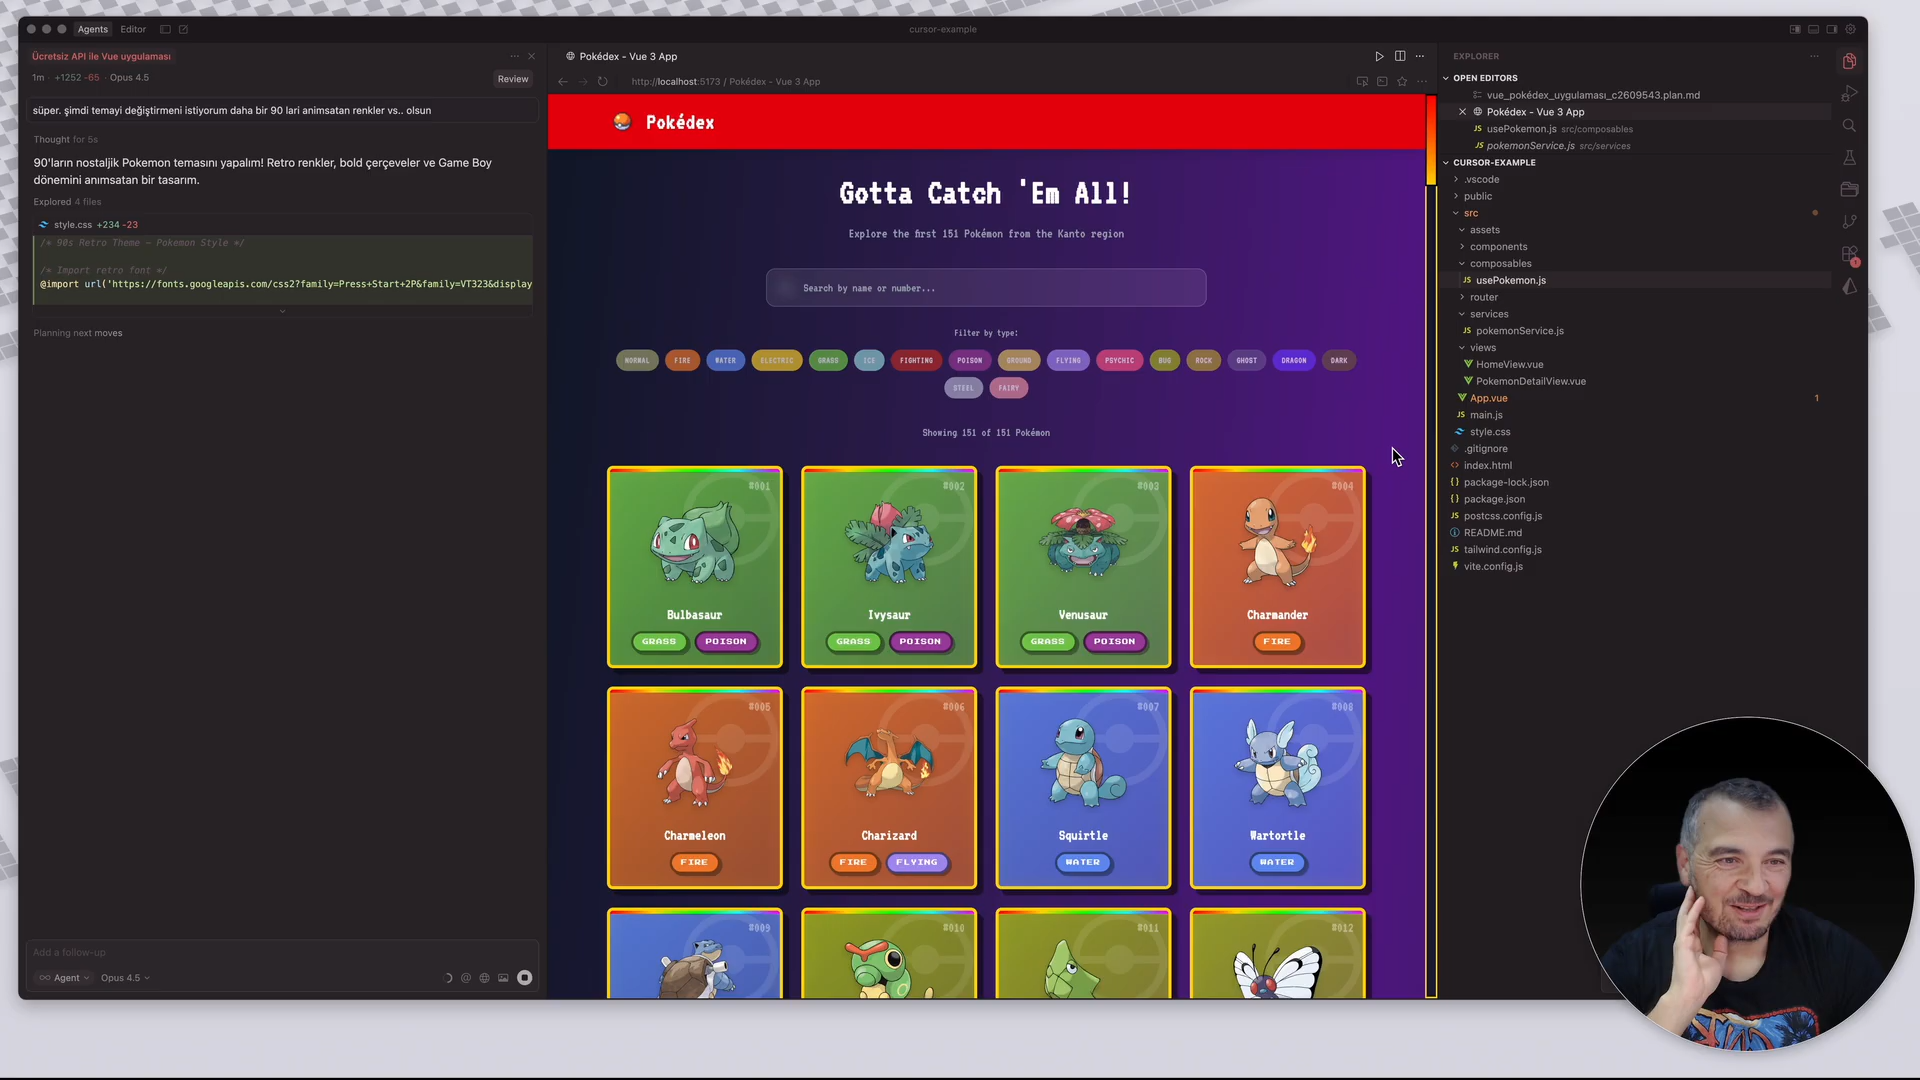 Agents Editor
cursor-example
Ücretsiz API ile Vue uygulaması
1m · +1252 -65 · Opus 4.5
Review
süper. şimdi temayi değiştirmeni istiyorum daha bir 90 lari animsatan renkler vs.. olsun
Thought for 5s
90'ların nostaljik Pokemon temasını yapalım! Retro renkler, bold çerçeveler ve Game Boy
dönemini anımsatan bir tasarım.
Explored 4 files
style.css +234 -23
/* 90s Retro Theme - Pokemon Style */
/* Import retro font */
@import url('https://fonts.googleapis.com/css2?family=Press+Start+2P&family=VT323&display
Planning next moves
Add a follow-up
Agent Opus 4.5
Pokédex - Vue 3 App
http://localhost:5173 / Pokédex - Vue 3 App
Pokédex
Gotta Catch 'Em All!
Explore the first 151 Pokémon from the Kanto region
Search by name or number...
Filter by type:
NORMAL FIRE WATER ELECTRIC GRASS ICE FIGHTING POISON GROUND FLYING PSYCHIC BUG ROCK GHOST DRAGON DARK
STEEL FAIRY
Showing 151 of 151 Pokémon
#001 #002 #003 #004
Bulbasaur Ivysaur Venusaur Charmander
GRASS POISON GRASS POISON GRASS POISON FIRE
#005 #006 #007 #008
Charmeleon Charizard Squirtle Wartortle
FIRE FIRE FLYING WATER WATER
#009 #010 #011 #012
EXPLORER
OPEN EDITORS
vue_pokédex_uygulaması_c2609543.plan.md
Pokédex - Vue 3 App
JS usePokemon.js src/composables
JS pokemonService.js src/services
CURSOR-EXAMPLE
.vscode
public
src
assets
components
composables
JS usePokemon.js
router
services
JS pokemonService.js
views
HomeView.vue
PokemonDetailView.vue
App.vue 1
JS main.js
style.css
.gitignore
index.html
package-lock.json
package.json
JS postcss.config.js
README.md
JS tailwind.config.js
vite.config.js